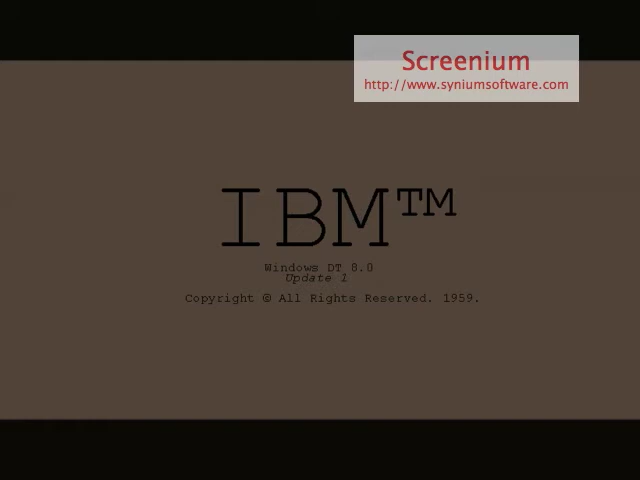 Screenium
http://www.syniumsoftware.com
IBM™
Windows DT 8.0
Update 1
Copyright © All Rights Reserved. 1959.